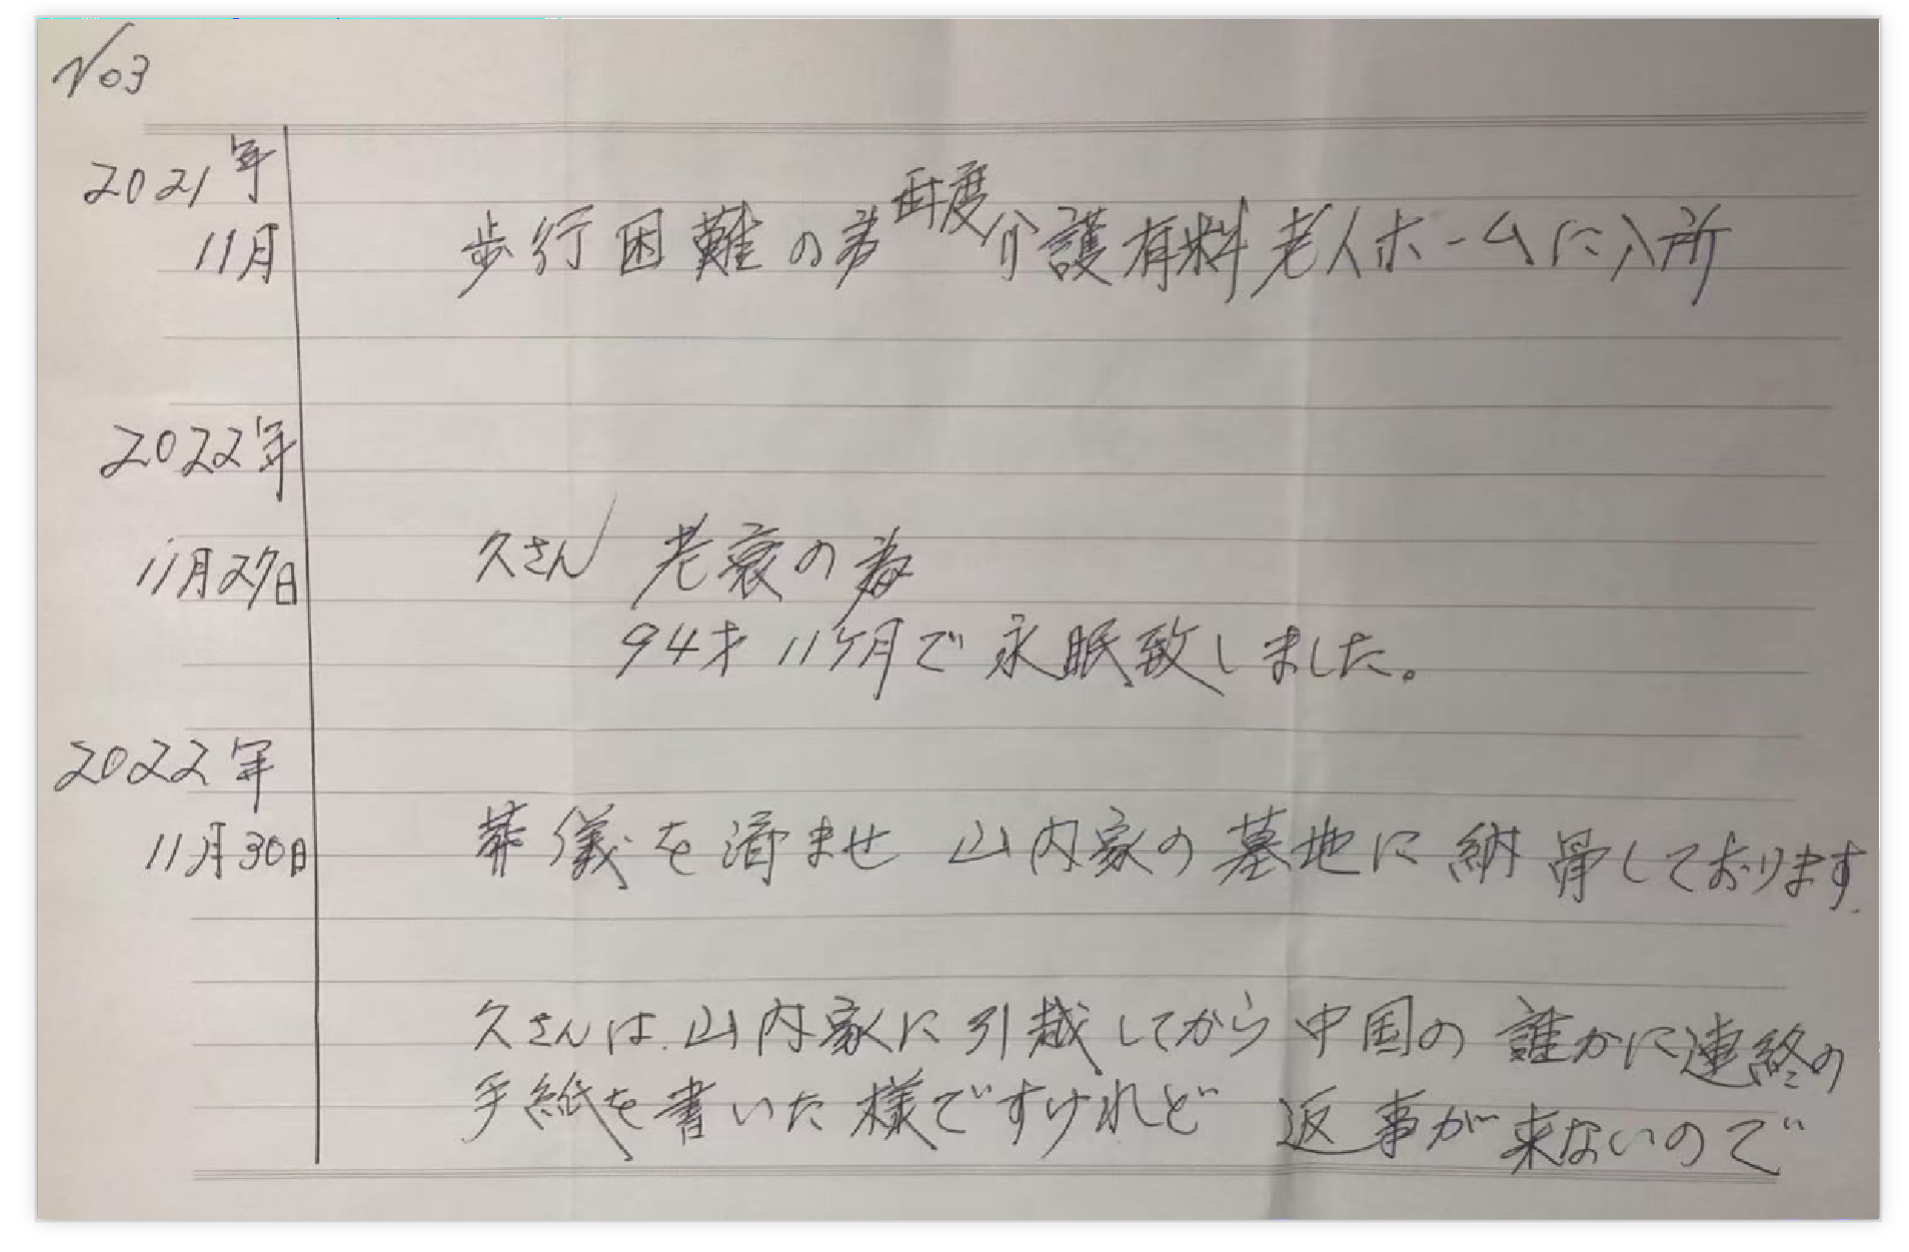 No3
2021年
11月 歩行困難の為再度介護有料老人ホームに入所
2022年
11月27日 久さん 老衰の為
94才11ケ月で永眠致しました。
2022年
11月30日 葬儀を済ませ 山内家の墓地に納骨しております.
久さんは.山内家に引越してから中国の誰かに連終の
手紙を書いた様ですけれど 返事が来ないので